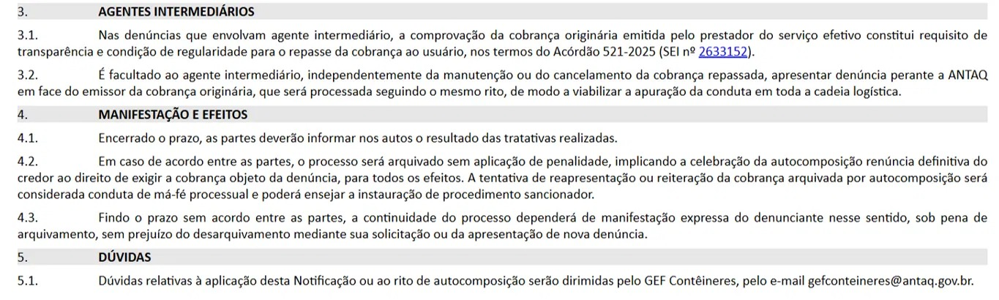 3. AGENTES INTERMEDIÁRIOS
3.1. Nas denúncias que envolvam agente intermediário, a comprovação da cobrança originária emitida pelo prestador do serviço efetivo constitui requisito de
transparência e condição de regularidade para o repasse da cobrança ao usuário, nos termos do Acórdão 521-2025 (SEI nº 2633152).
3.2. É facultado ao agente intermediário, independentemente da manutenção ou do cancelamento da cobrança repassada, apresentar denúncia perante a ANTAQ
em face do emissor da cobrança originária, que será processada seguindo o mesmo rito, de modo a viabilizar a apuração da conduta em toda a cadeia logística.
4. MANIFESTAÇÃO E EFEITOS
4.1. Encerrado o prazo, as partes deverão informar nos autos o resultado das tratativas realizadas.
4.2. Em caso de acordo entre as partes, o processo será arquivado sem aplicação de penalidade, implicando a celebração da autocomposição renúncia definitiva do
credor ao direito de exigir a cobrança objeto da denúncia, para todos os efeitos. A tentativa de reapresentação ou reiteração da cobrança arquivada por autocomposição será
considerada conduta de má-fé processual e poderá ensejar a instauração de procedimento sancionador.
4.3. Findo o prazo sem acordo entre as partes, a continuidade do processo dependerá de manifestação expressa do denunciante nesse sentido, sob pena de
arquivamento, sem prejuízo do desarquivamento mediante sua solicitação ou da apresentação de nova denúncia.
5. DÚVIDAS
5.1. Dúvidas relativas à aplicação desta Notificação ou ao rito de autocomposição serão dirimidas pelo GEF Contêineres, pelo e-mail gefconteineres@antaq.gov.br.